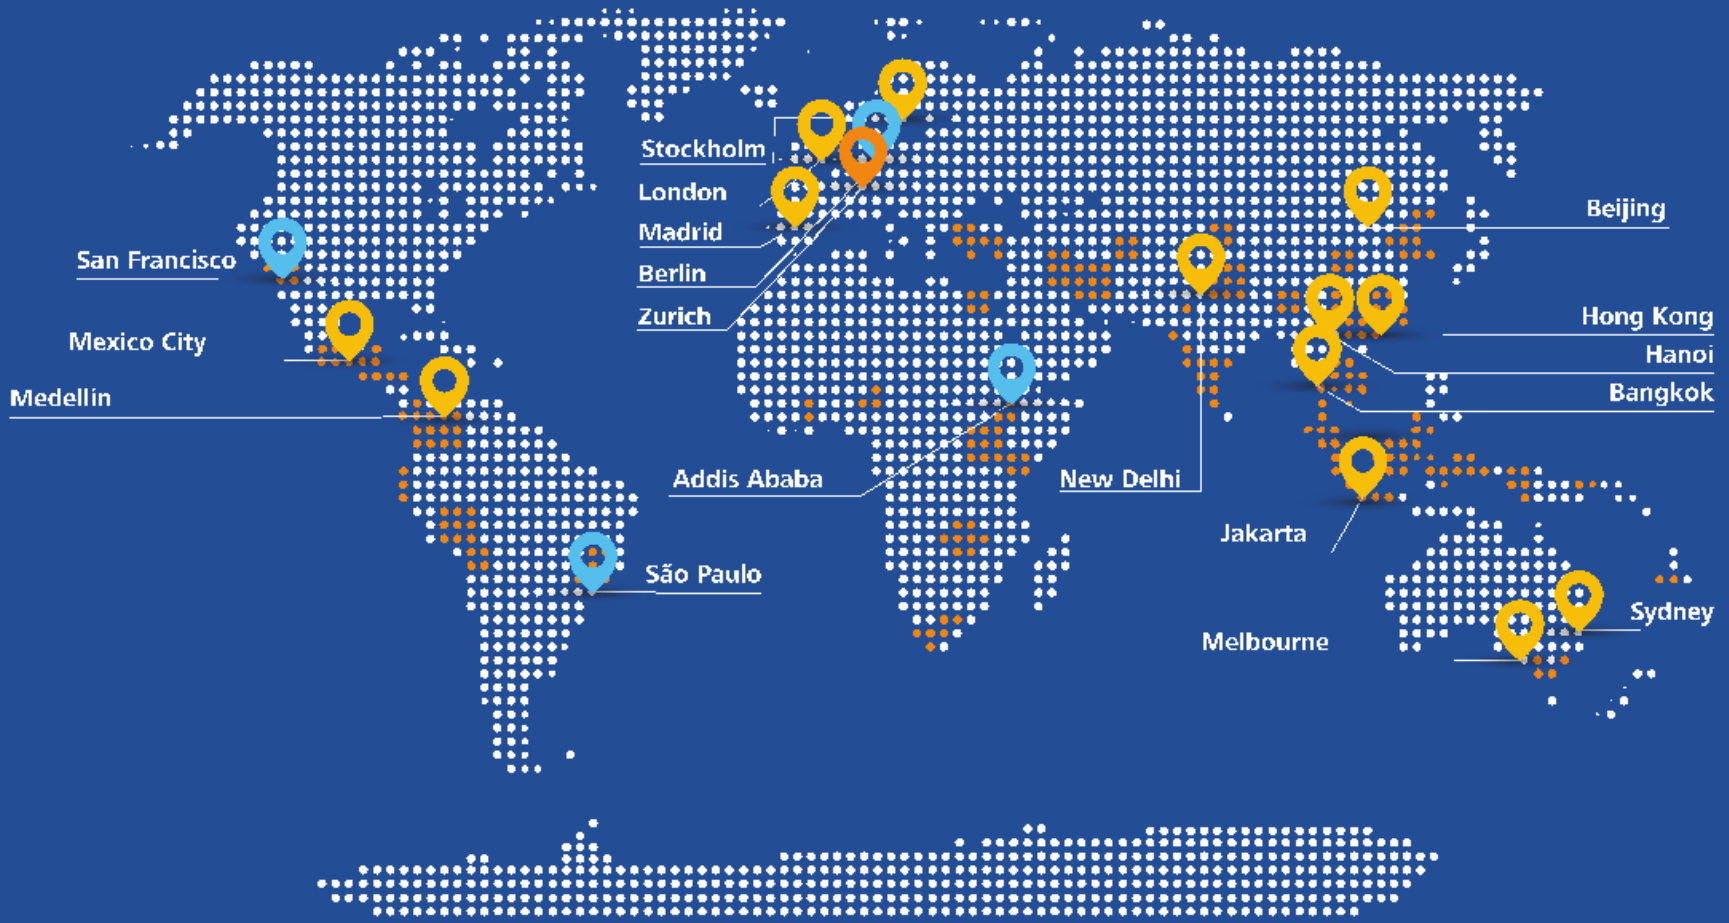 Stockholm
London
Madrid
Berlin
Zurich
San Francisco
Mexico City
Medellín
Beijing
Hong Kong
Hanoi
Bangkok
Addis Ababa
New Delhi
Jakarta
São Paulo
Sydney
Melbourne